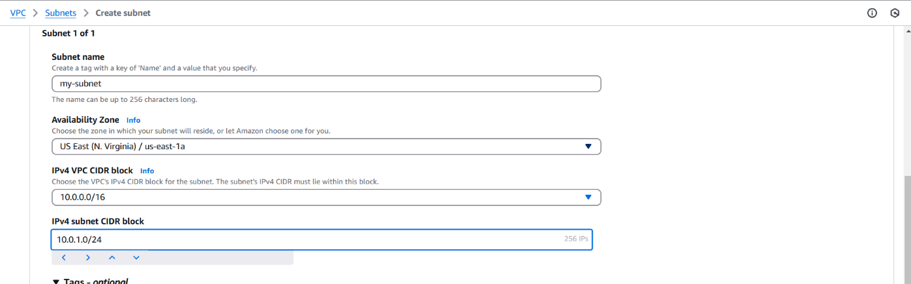 VPC > Subnets > Create subnet
Subnet 1 of 1
Subnet name
Create a tag with a key of 'Name' and a value that you specify.
my-subnet
The name can be up to 256 characters long.
Availability Zone Info
Choose the zone in which your subnet will reside, or let Amazon choose one for you.
US East (N. Virginia) / us-east-1a
IPv4 VPC CIDR block Info
Choose the VPC's IPv4 CIDR block for the subnet. The subnet's IPv4 CIDR must lie within this block.
10.0.0.0/16
IPv4 subnet CIDR block
10.0.1.0/24 256 IPs
Tags - optional